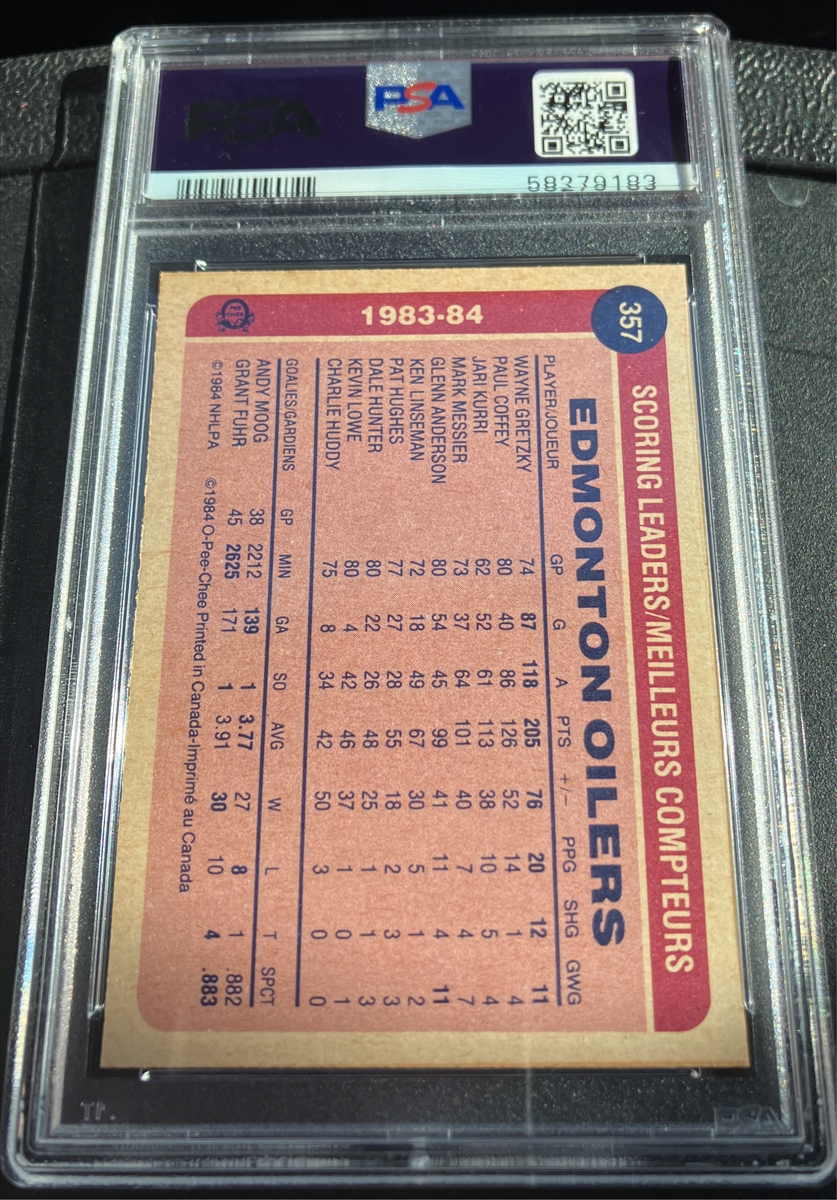 PSA
PSA
58379183
357
1983-84
SCORING LEADERS/MEILLEURS COMPTEURS
EDMONTON OILERS
PLAYER/JOUEUR GP G A PTS +/- PPG SHG GWG
WAYNE GRETZKY 74 87 118 205 76 20 12 11
PAUL COFFEY 80 40 86 126 52 14 1 4
JARI KURRI 62 52 61 113 38 10 5 4
MARK MESSIER 73 37 64 101 40 7 4 7
GLENN ANDERSON 80 54 45 99 41 11 4 11
KEN LINSEMAN 72 18 49 67 30 5 1 2
PAT HUGHES 77 27 28 55 18 2 3 3
DALE HUNTER 80 22 26 48 25 1 1 3
KEVIN LOWE 80 4 42 46 37 1 0 1
CHARLIE HUDDY 75 8 34 42 50 3 0 0
GOALIES/GARDIENS GP MIN GA SO AVG W L T SPCT
ANDY MOOG 38 2212 139 1 3.77 27 8 1 .882
GRANT FUHR 45 2625 171 1 3.91 30 10 4 .883
©1984 NHLPA ©1984 O-Pee-Chee Printed in Canada-Imprimé au Canada
PSA